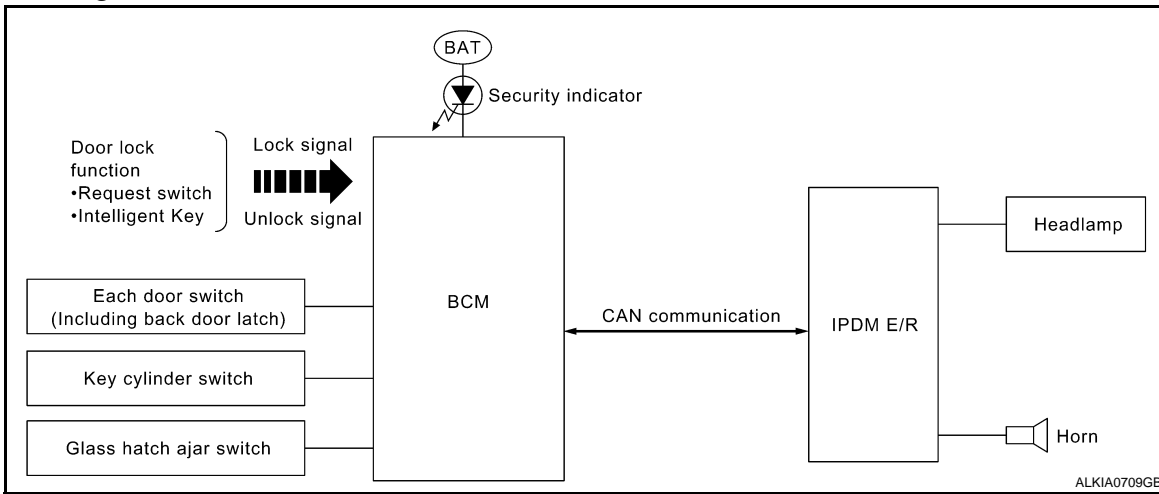 BAT
Security indicator
Door lock
function
•Request switch
•Intelligent Key
Lock signal
Unlock signal
Each door switch
(Including back door latch)
Key cylinder switch
Glass hatch ajar switch
BCM
CAN communication
IPDM E/R
Headlamp
Horn